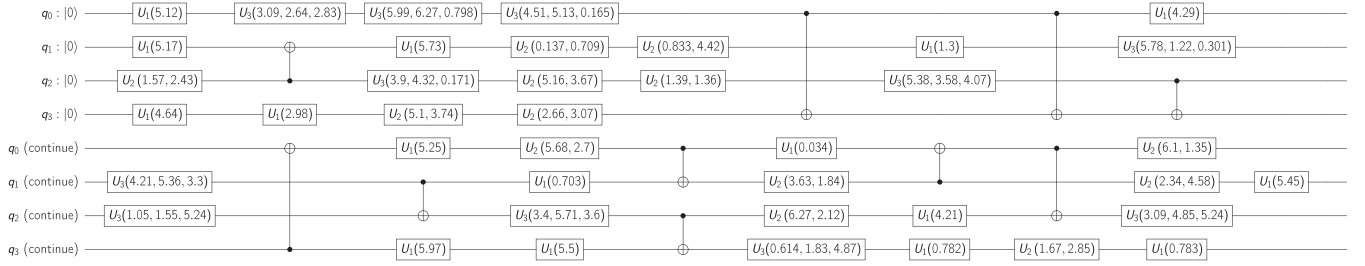 q0 : |0⟩ U1(5.12) U3(3.09, 2.64, 2.83) U3(5.99, 6.27, 0.798) U3(4.51, 5.13, 0.165) U1(4.29)
q1 : |0⟩ U1(5.17) U1(5.73) U2 (0.137, 0.709) U2 (0.833, 4.42) U1(1.3) U3(5.78, 1.22, 0.301)
q2 : |0⟩ U2 (1.57, 2.43) U3(3.9, 4.32, 0.171) U2 (5.16, 3.67) U2 (1.39, 1.36) U3(5.38, 3.58, 4.07)
q3 : |0⟩ U1(4.64) U1(2.98) U2 (5.1, 3.74) U2 (2.66, 3.07)
q0 (continue) U1(5.25) U2 (5.68, 2.7) U1(0.034) U2 (6.1, 1.35)
q1 (continue) U3(4.21, 5.36, 3.3) U1(0.703) U2 (3.63, 1.84) U2 (2.34, 4.58) U1(5.45)
q2 (continue) U3(1.05, 1.55, 5.24) U3(3.4, 5.71, 3.6) U2 (6.27, 2.12) U1(4.21) U3(3.09, 4.85, 5.24)
q3 (continue) U1(5.97) U1(5.5) U3(0.614, 1.83, 4.87) U1(0.782) U2 (1.67, 2.85) U1(0.783)